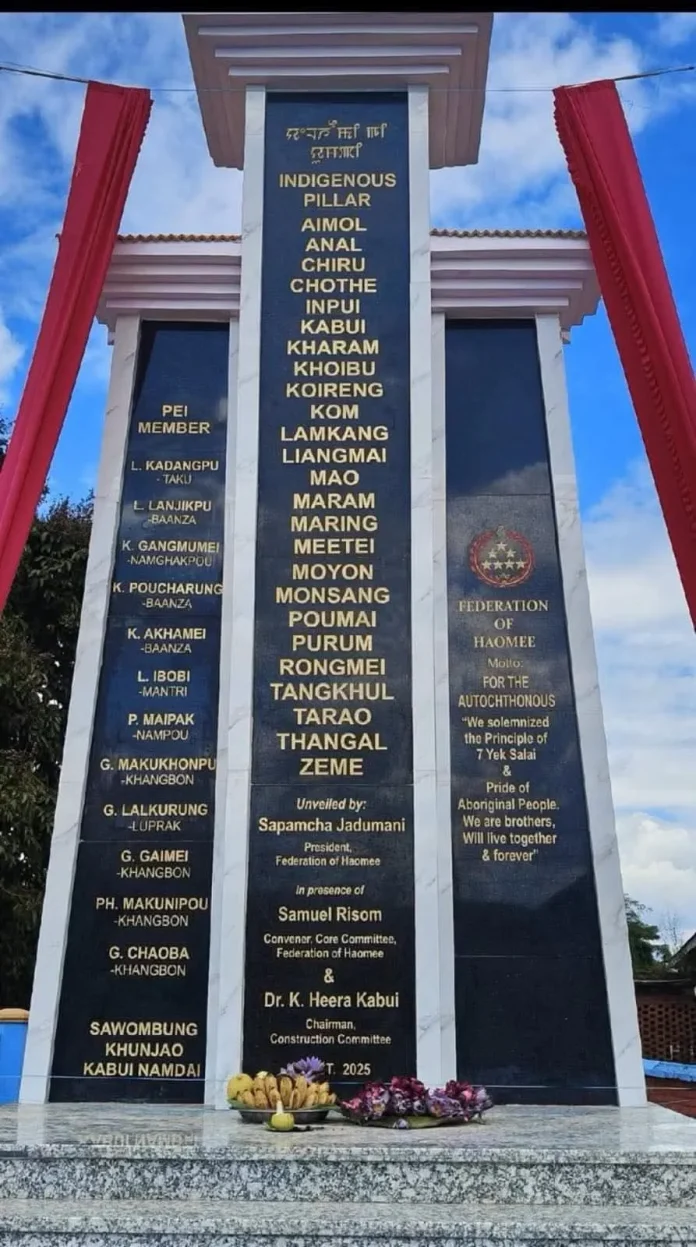 INDIGENOUS
PILLAR
AIMOL
ANAL
CHIRU
CHOTHE
INPUI
KABUI
KHARAM
KHOIBU
KOIRENG
KOM
LAMKANG
LIANGMAI
MAO
MARAM
MARING
MEETEI
MOYON
MONSANG
POUMAI
PURUM
RONGMEI
TANGKHUL
TARAO
THANGAL
ZEME
Unveiled by:
Sapamcha Jadumani
President,
Federation of Haomee
in presence of
Samuel Risom
Convener, Core Committee,
Federation of Haomee
&
Dr. K. Heera Kabui
Chairman,
Construction Committee
2025
PEI
MEMBER
L. KADANGPU
- TAKU
L. LANJIKPU
-BAANZA
K. GANGMUMEI
-NAMGHAKPOU
K. POUCHARUNG
-BAANZA
K. AKHAMEI
-BAANZA
L. IBOBI
-MANTRI
P. MAIPAK
-NAMPOU
G. MAKUKHONPU
-KHANGBON
G. LALKURUNG
-LUPRAK
G. GAIMEI
-KHANGBON
PH. MAKUNIPOU
-KHANGBON
G. CHAOBA
-KHANGBON
SAWOMBUNG
KHUNJAO
KABUI NAMDAI
FEDERATION
OF
HAOMEE
Motto:
FOR THE
AUTOCHTHONOUS
"We solemnized
the Principle of
7 Yek Salai
&
Pride of
Aboriginal People.
We are brothers,
Will live together
& forever"